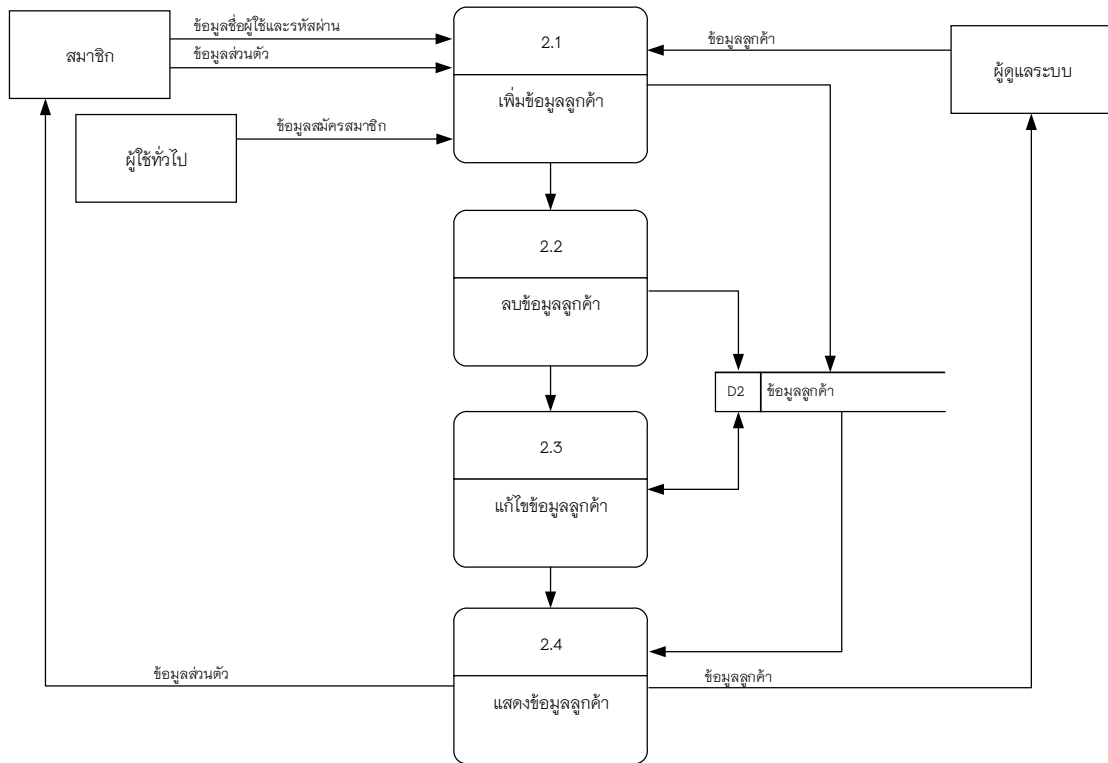 ข้อมูลชื่อผู้ใช้และรหัสผ่าน
สมาชิก
ข้อมูลส่วนตัว
2.1
เพิ่มข้อมูลลูกค้า
ข้อมูลลูกค้า
ผู้ดูแลระบบ
ข้อมูลสมัครสมาชิก
ผู้ใช้ทั่วไป
2.2
ลบข้อมูลลูกค้า
D2 ข้อมูลลูกค้า
2.3
แก้ไขข้อมูลลูกค้า
2.4
แสดงข้อมูลลูกค้า
ข้อมูลส่วนตัว
ข้อมูลลูกค้า